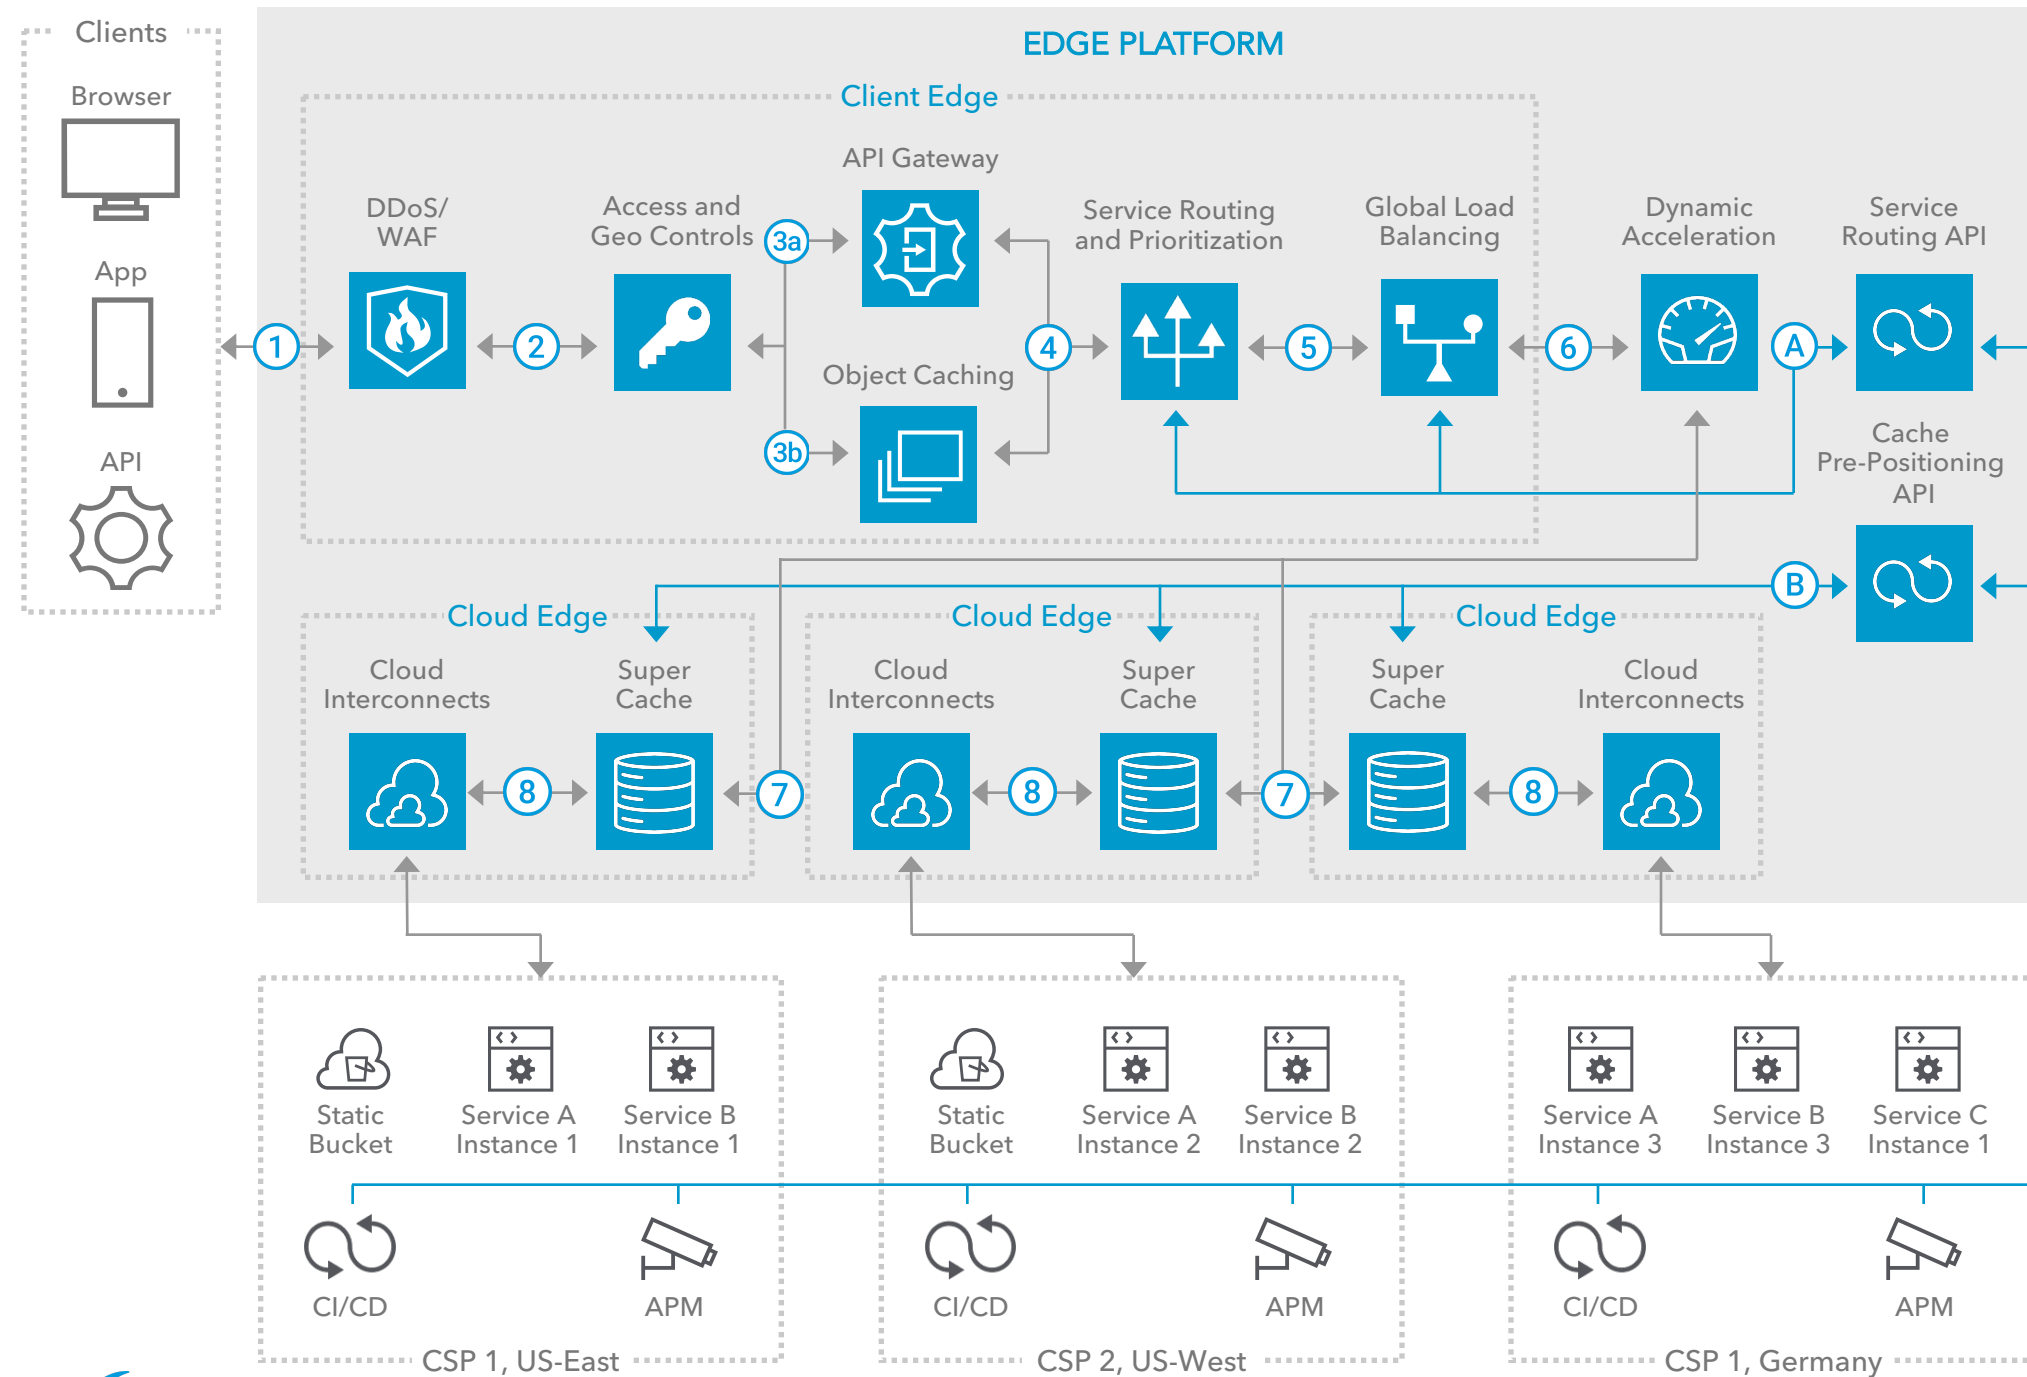 Clients
EDGE PLATFORM
Browser
App
API
Client Edge
1
DDoS/
WAF
2
Access and
Geo Controls
3a
3b
API Gateway
Object Caching
4
Service Routing
and Prioritization
5
Global Load
Balancing
6
Dynamic
Acceleration
A
Service
Routing API
Cache
Pre-Positioning
API
B
Cloud Edge
Cloud
Interconnects
8
Super
Cache
7
Cloud Edge
Cloud
Interconnects
8
Super
Cache
7
Cloud Edge
Super
Cache
8
Cloud
Interconnects
Static
Bucket
Service A
Instance 1
Service B
Instance 1
CI/CD
APM
CSP 1, US-East
Static
Bucket
Service A
Instance 2
Service B
Instance 2
CI/CD
APM
CSP 2, US-West
Service A
Instance 3
Service B
Instance 3
Service C
Instance 1
CI/CD
APM
CSP 1, Germany